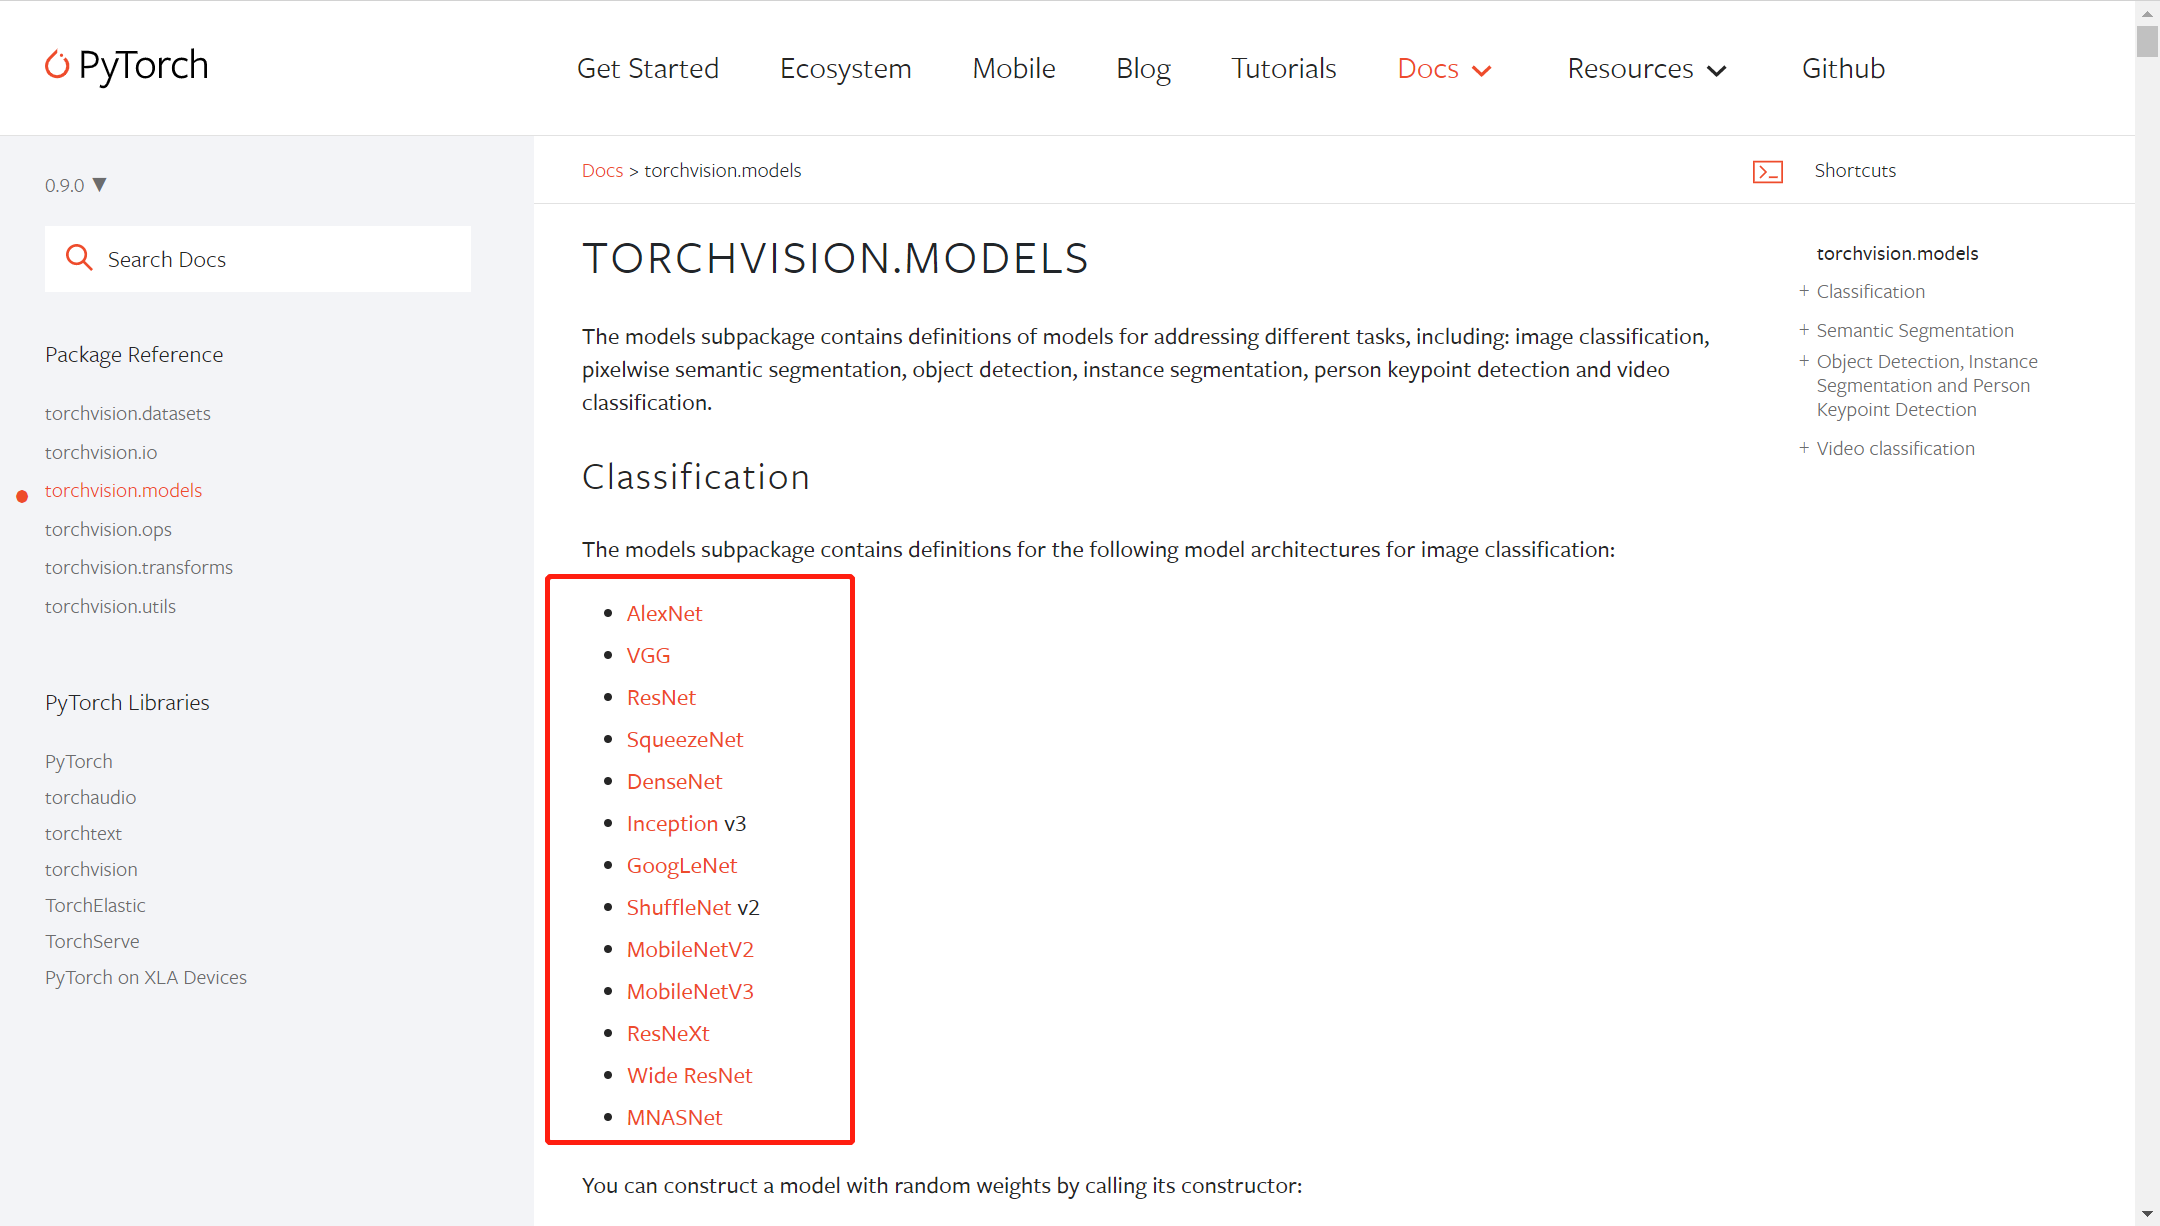 PyTorch
Get Started
Ecosystem
Mobile
Blog
Tutorials
Docs
Resources
Github
0.9.0 ▼
Search Docs
Package Reference
torchvision.datasets
torchvision.io
torchvision.models
torchvision.ops
torchvision.transforms
torchvision.utils
PyTorch Libraries
PyTorch
torchaudio
torchtext
torchvision
TorchElastic
TorchServe
PyTorch on XLA Devices
Docs > torchvision.models
Shortcuts
TORCHVISION.MODELS
The models subpackage contains definitions of models for addressing different tasks, including: image classification,
pixelwise semantic segmentation, object detection, instance segmentation, person keypoint detection and video
classification.
Classification
The models subpackage contains definitions for the following model architectures for image classification:
• AlexNet
• VGG
• ResNet
• SqueezeNet
• DenseNet
• Inception v3
• GoogLeNet
• ShuffleNet v2
• MobileNetV2
• MobileNetV3
• ResNeXt
• Wide ResNet
• MNASNet
You can construct a model with random weights by calling its constructor:
torchvision.models
+ Classification
+ Semantic Segmentation
+ Object Detection, Instance
Segmentation and Person
Keypoint Detection
+ Video classification